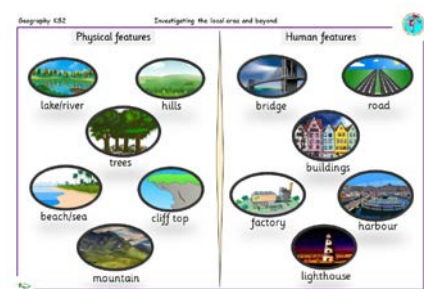 Geography KS2 Investigating the local area and beyond
Physical features
Human features
lake/river
hills
trees
beach/sea
cliff top
mountain
bridge
road
buildings
factory
harbour
lighthouse